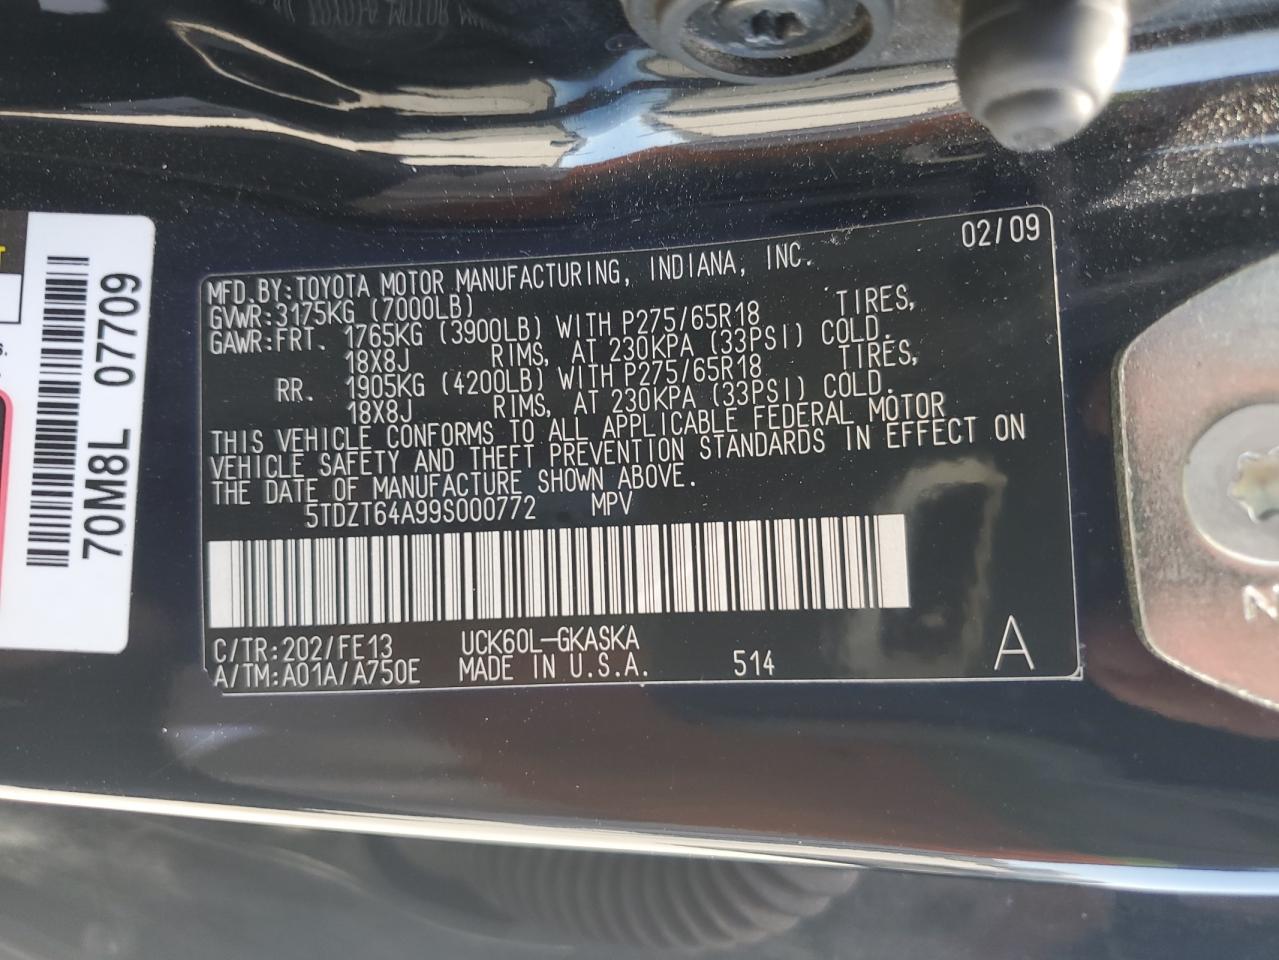 02/09
MFD.BY:TOYOTA MOTOR MANUFACTURING, INDIANA, INC.
GVWR:3175KG (7000LB)
GAWR:FRT. 1765KG (3900LB) WITH P275/65R18 TIRES,
18X8J RIMS, AT 230KPA (33PSI) COLD.
RR. 1905KG (4200LB) WITH P275/65R18 TIRES,
18X8J RIMS, AT 230KPA (33PSI) COLD.
THIS VEHICLE CONFORMS TO ALL APPLICABLE FEDERAL MOTOR
VEHICLE SAFETY AND THEFT PREVENTION STANDARDS IN EFFECT ON
THE DATE OF MANUFACTURE SHOWN ABOVE.
5TDZT64A99S000772 MPV
C/TR:202/FE13 UCK60L-GKASKA
A/TM:A01A/A750E MADE IN U.S.A. 514 A
70M8L 07709